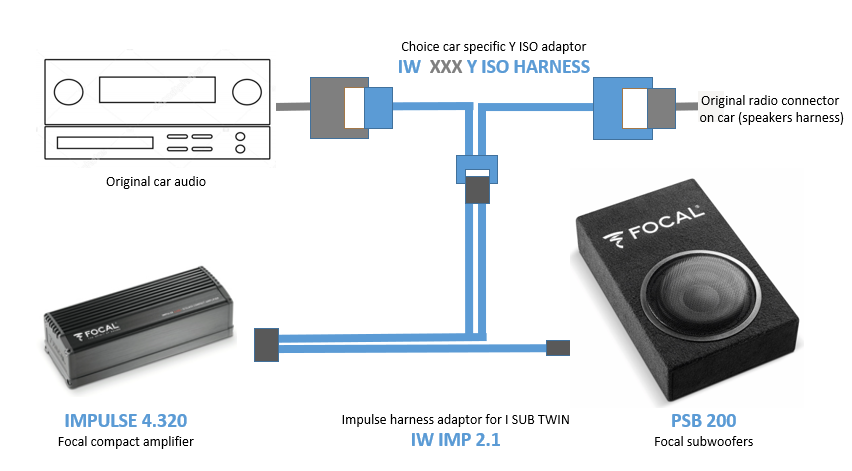 Choice car specific Y ISO adaptor
IW XXX Y ISO HARNESS
Original radio connector
on car (speakers harness)
Original car audio
FOCAL
FOCAL
IMPULSE 4.320
Focal compact amplifier
Impulse harness adaptor for I SUB TWIN
IW IMP 2.1
PSB 200
Focal subwoofers